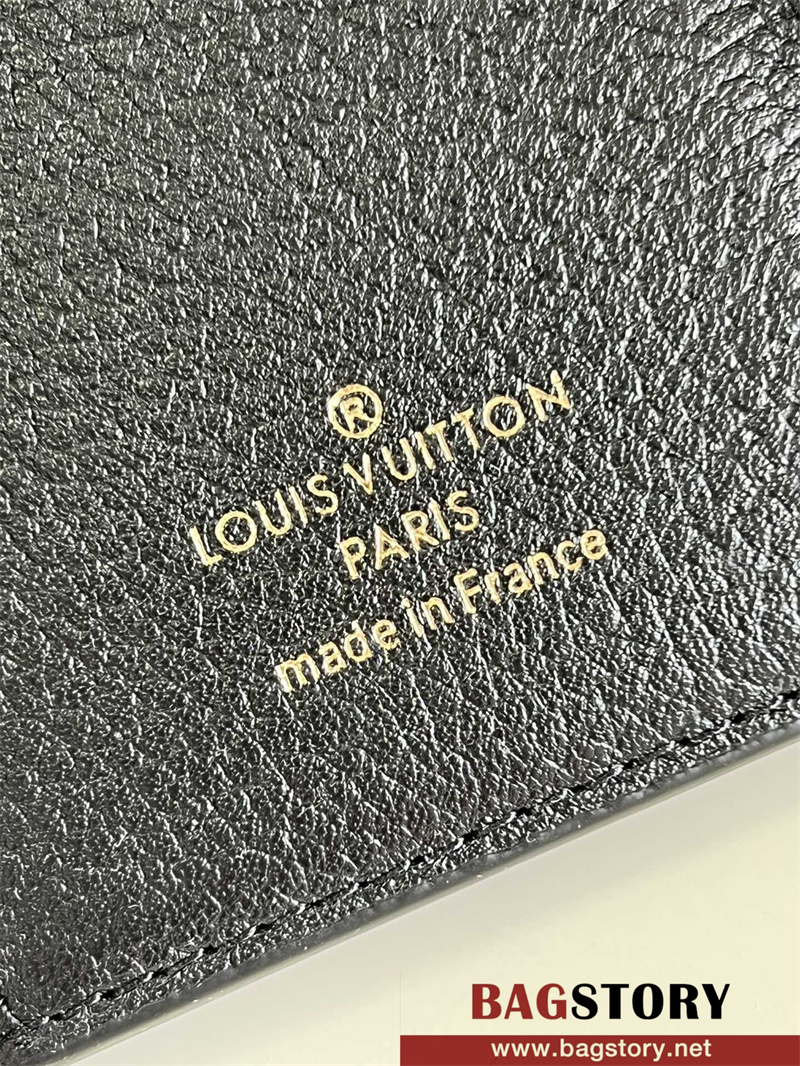 ®
LOUIS VUITTON
PARIS
made in France
BAGSTORY
www.bagstory.net